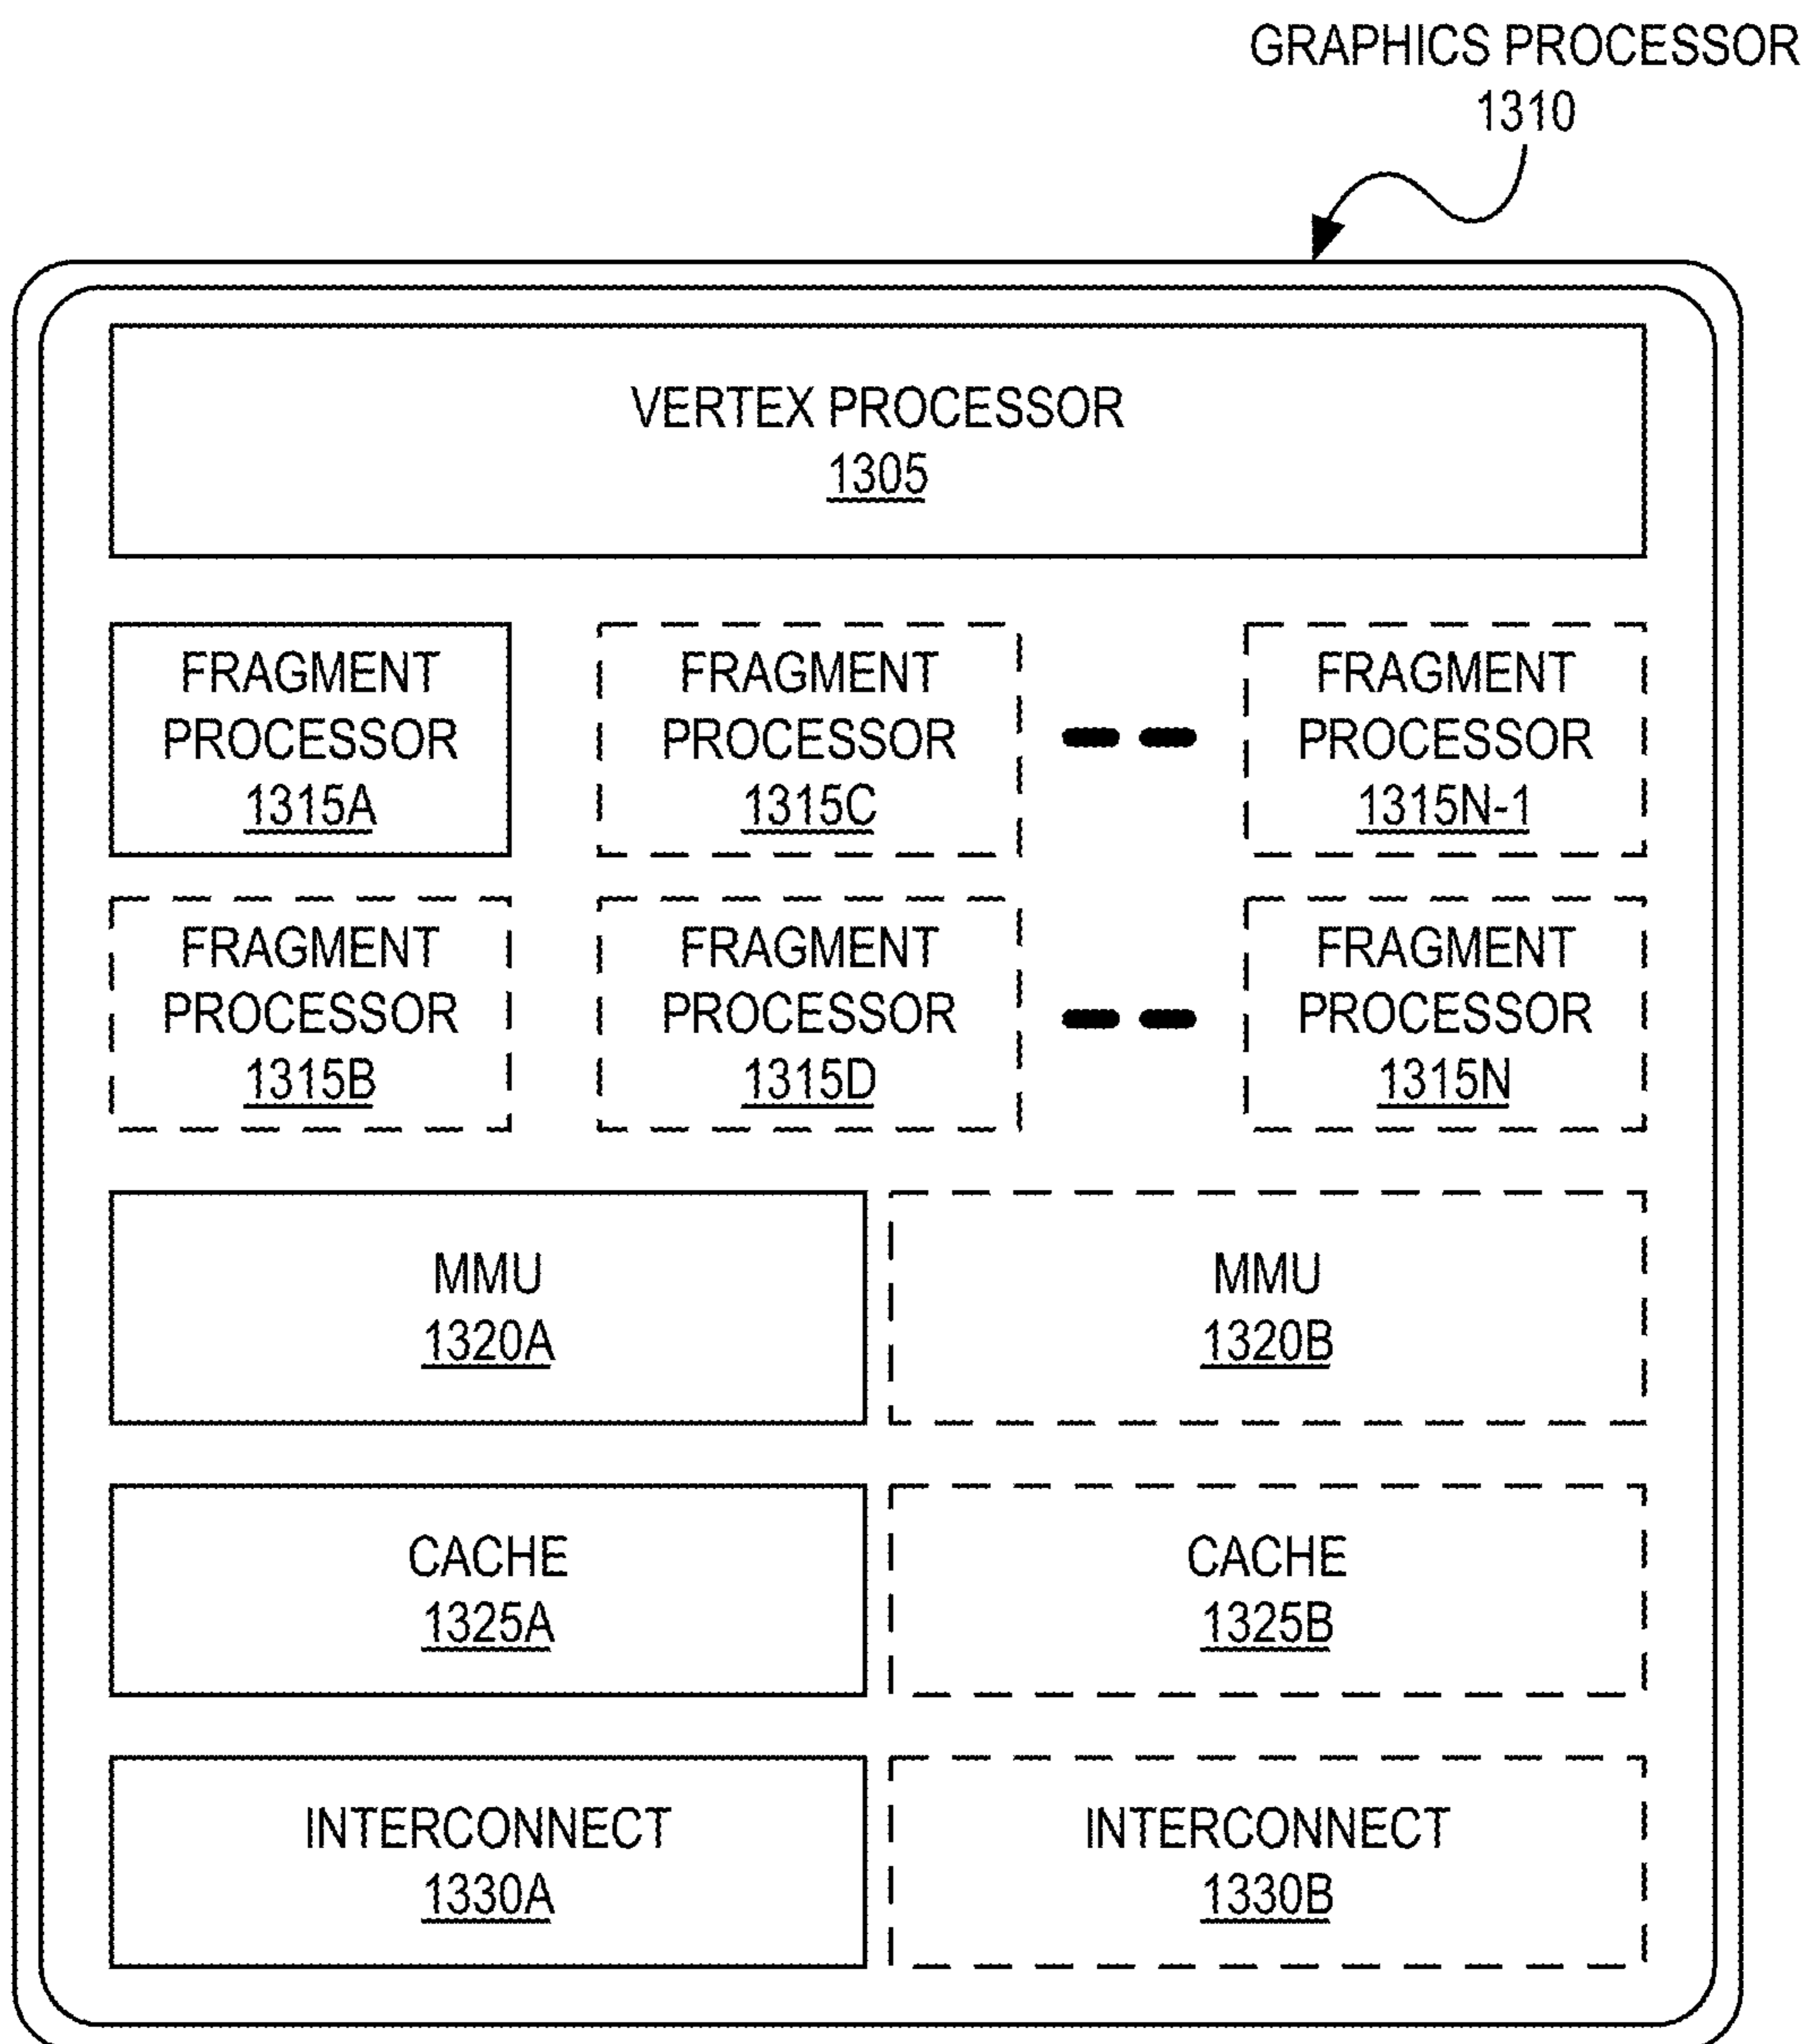 GRAPHICS PROCESSOR
1310
VERTEX PROCESSOR
1305
FRAGMENT
PROCESSOR
1315A
FRAGMENT
PROCESSOR
1315C
FRAGMENT
PROCESSOR
1315N-1
FRAGMENT
PROCESSOR
1315B
FRAGMENT
PROCESSOR
1315D
FRAGMENT
PROCESSOR
1315N
MMU
1320A
MMU
1320B
CACHE
1325A
CACHE
1325B
INTERCONNECT
1330A
INTERCONNECT
1330B